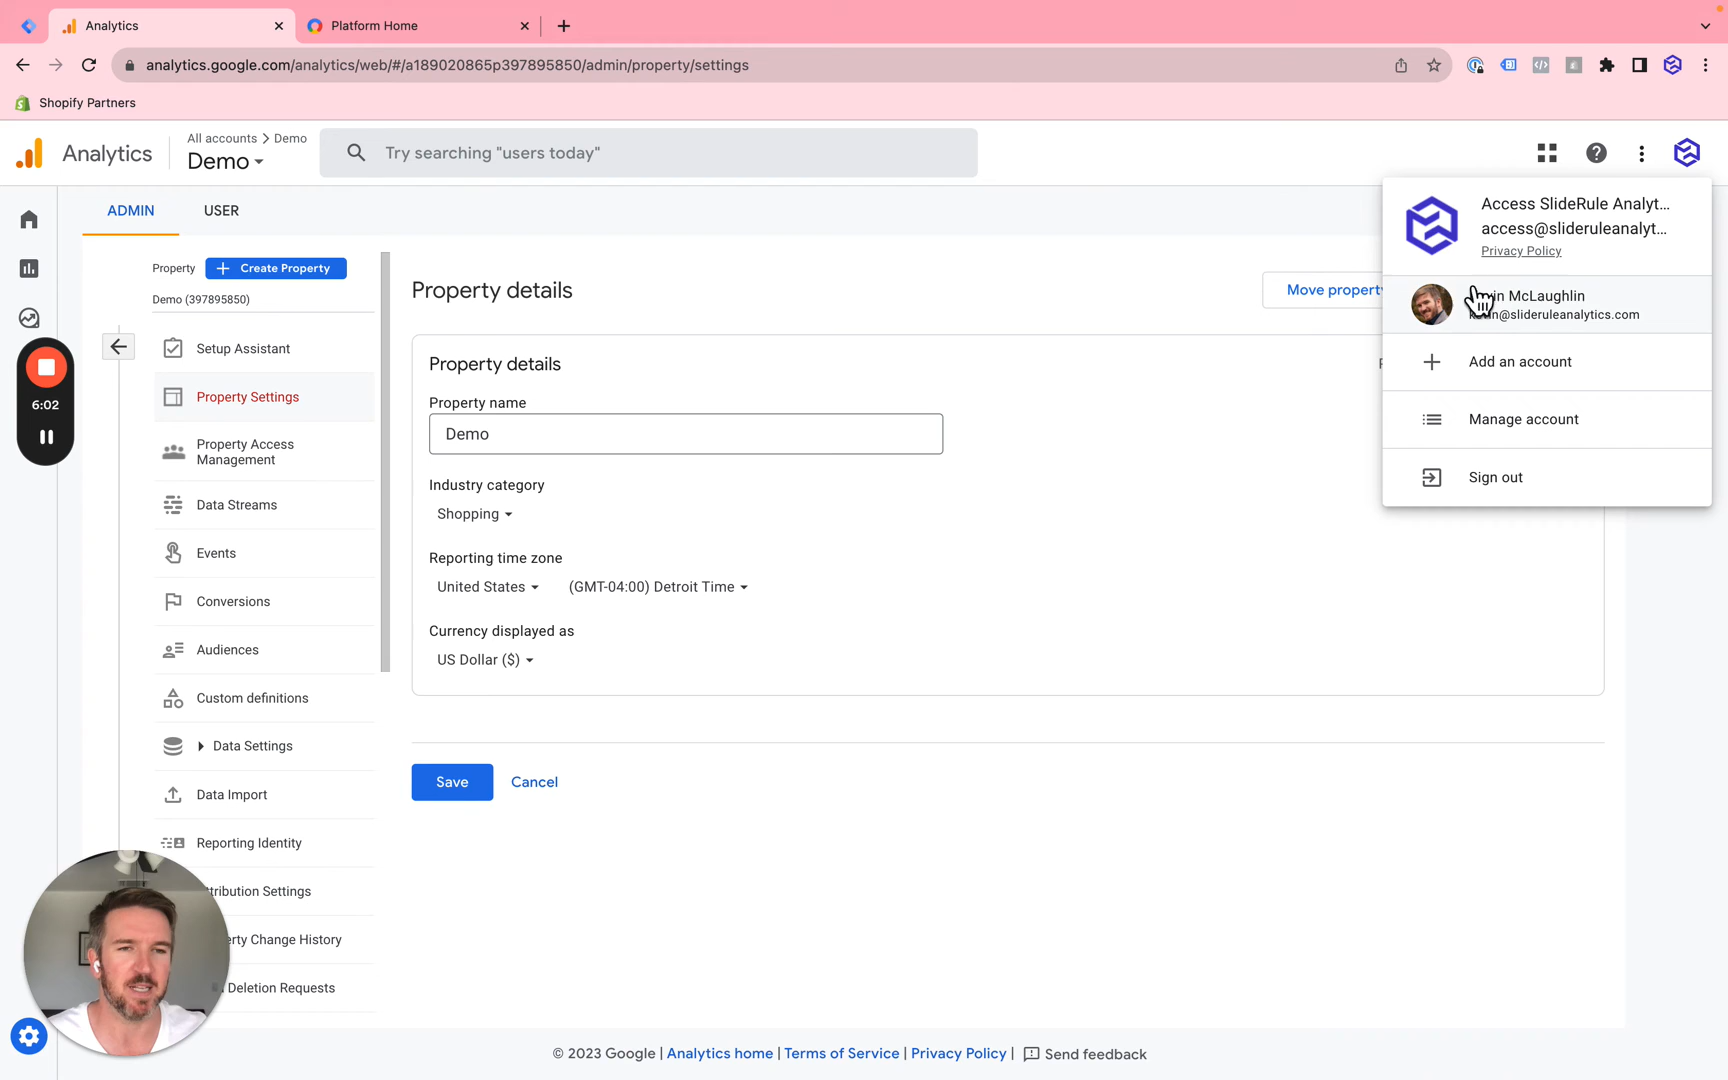 Analytics
Platform Home
analytics.google.com/analytics/web/#/a189020865p397895850/admin/property/settings
Shopify Partners
Analytics
All accounts > Demo
Demo
Try searching "users today"
ADMIN
USER
Access SlideRule Analyt...
access@slideruleanalyt...
Privacy Policy
McLaughlin
@slideruleanalytics.com
Add an account
Manage account
Sign out
Property
Create Property
Demo (397895850)
Setup Assistant
Property Settings
Property Access
Management
Data Streams
Events
Conversions
Audiences
Custom definitions
Data Settings
Data Import
Reporting Identity
Settings
Change History
Deletion Requests
6:02
Property details
Move property
Property details
Property name
Demo
Industry category
Shopping
Reporting time zone
United States
(GMT-04:00) Detroit Time
Currency displayed as
US Dollar ($)
Save
Cancel
© 2023 Google | Analytics home | Terms of Service | Privacy Policy | Send feedback